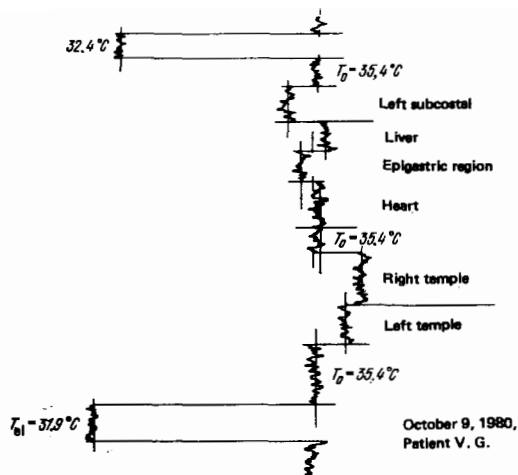 32.4°C
T₀=35,4°C
Left subcostal
Liver
Epigastric region
Heart
T₀=35.4°C
Right temple
Left temple
T₀=35,4°C
Tel=31.9°C
October 9, 1980,
Patient V. G.